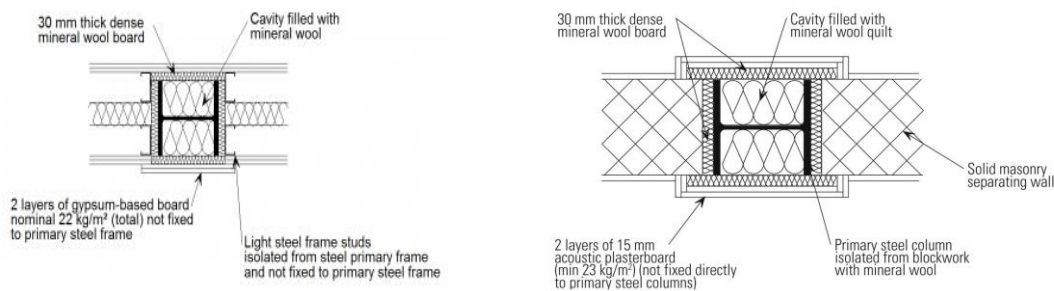 30 mm thick dense
mineral wool board
Cavity filled with
mineral wool
2 layers of gypsum-based board
nominal 22 kg/m² (total) not fixed
to primary steel frame
Light steel frame studs
isolated from steel primary frame
and not fixed to primary steel frame
30 mm thick dense
mineral wool board
Cavity filled with
mineral wool quilt
Solid masonry
separating wall
2 layers of 15 mm
acoustic plasterboard
(min 23 kg/m²) (not fixed directly
to primary steel columns)
Primary steel column
isolated from blockwork
with mineral wool